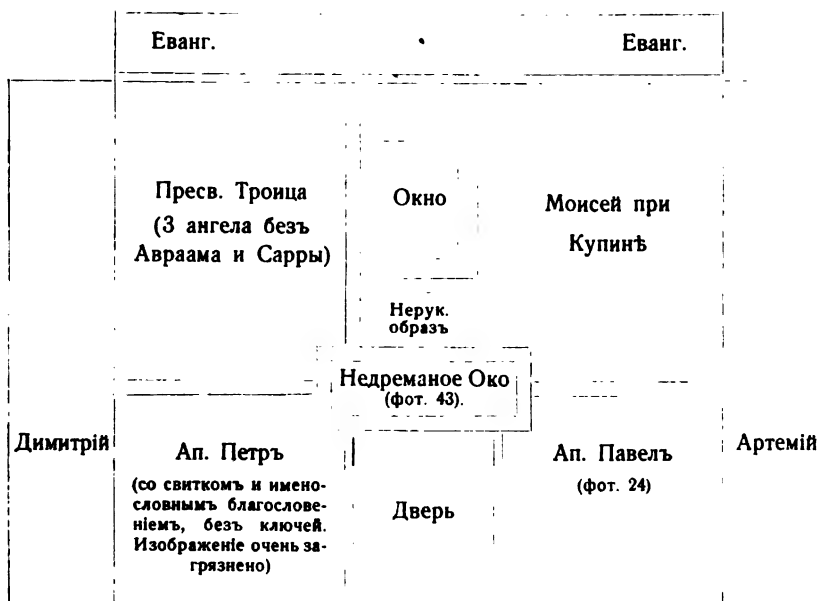 Еванг.
Еванг.
Пресв. Троица
(3 ангела безъ
Авраама и Сарры)
Окно
Моисей при
Купинѣ
Нерук.
образъ
Недреманое Око
(фот. 43).
Димитрій
Ап. Петръ
(со свиткомъ и имено-
словнымъ благослове-
ніемъ, безъ ключей.
Изображеніе очень за-
грязнено)
Дверь
Ап. Павелъ
(фот. 24)
Артемій